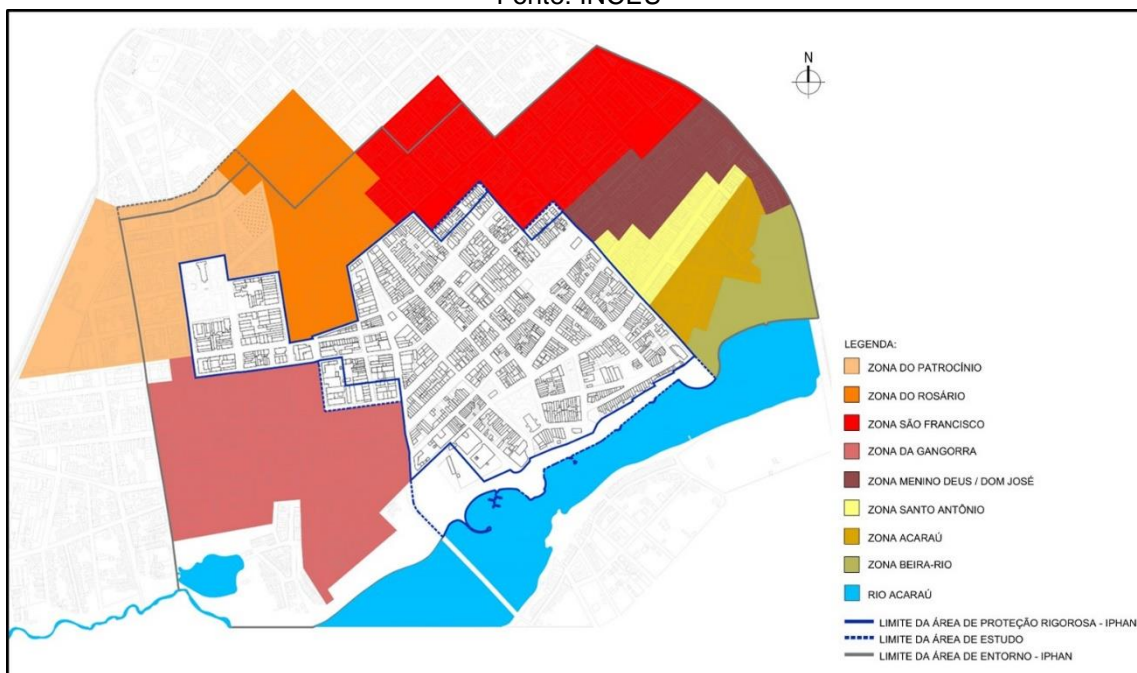 Fonte: INCEU
N
LEGENDA:
ZONA DO PATROCÍNIO
ZONA DO ROSÁRIO
ZONA SÃO FRANCISCO
ZONA DA GANGORRA
ZONA MENINO DEUS / DOM JOSÉ
ZONA SANTO ANTÔNIO
ZONA ACARAÚ
ZONA BEIRA-RIO
RIO ACARAÚ
LIMITE DA ÁREA DE PROTEÇÃO RIGOROSA - IPHAN
LIMITE DA ÁREA DE ESTUDO
LIMITE DA ÁREA DE ENTORNO - IPHAN